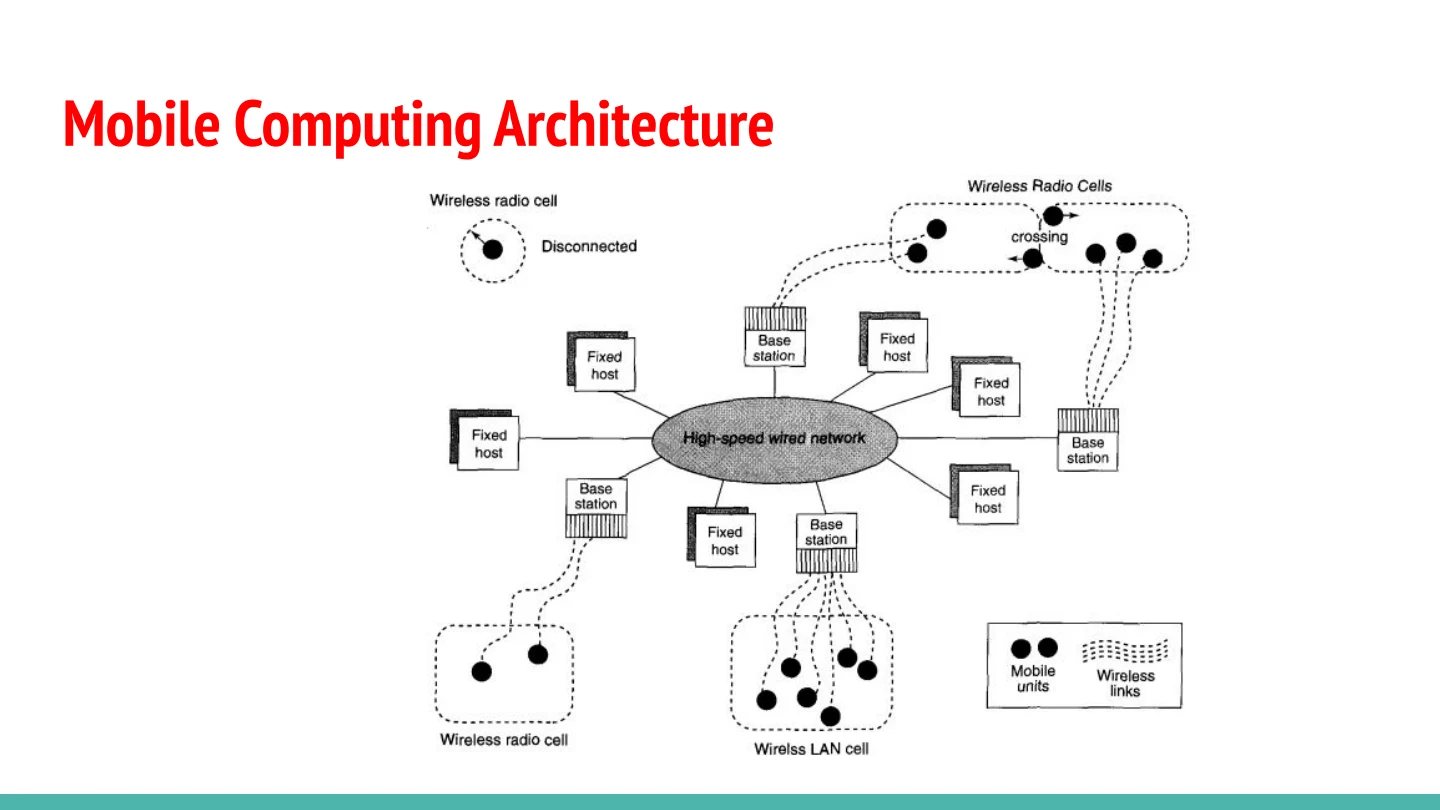 Mobile Computing Architecture
Wireless radio cell
Disconnected
Wireless Radio Cells
crossing
Base
station
Fixed
host
Fixed
host
Fixed
host
Fixed
host
High-speed wired network
Base
station
Base
station
Fixed
host
Fixed
host
Base
station
Mobile
units
Wireless
links
Wireless radio cell
Wirelss LAN cell